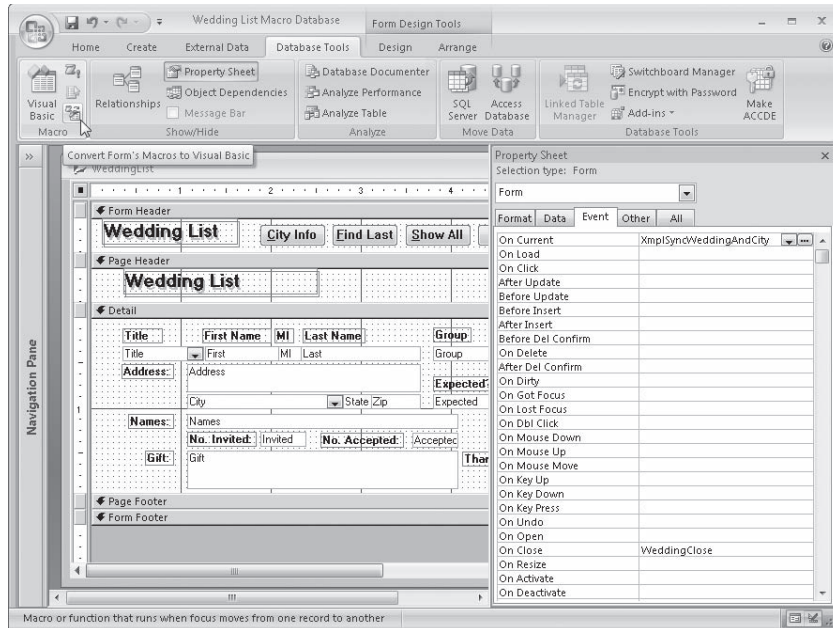 Wedding List Macro Database
Form Design Tools
Home Create External Data Database Tools Design Arrange
Visual Basic
Macro
Relationships
Property Sheet
Object Dependencies
Message Bar
Show/Hide
Database Documenter
Analyze Performance
Analyze Table
Analyze
SQL Server
Access Database
Move Data
Linked Table Manager
Switchboard Manager
Encrypt with Password
Add-ins
Make ACCDE
Database Tools
Convert Form's Macros to Visual Basic
WeddingList
Navigation Pane
1 2 3 4
Form Header
Wedding List City Info Find Last Show All
Page Header
Wedding List
Detail
Title First Name MI Last Name Group
Title First MI Last Group
Address: Address
Expected?
City State Zip Expected
1
Names: Names
No. Invited: Invited No. Accepted: Accepted
Gift: Gift
Page Footer
Form Footer
Property Sheet
Selection type: Form
Form
Format Data Event Other All
On Current XmplSyncWeddingAndCity
On Load
On Click
After Update
Before Update
Before Insert
After Insert
Before Del Confirm
On Delete
After Del Confirm
On Dirty
On Got Focus
On Lost Focus
On Dbl Click
On Mouse Down
On Mouse Up
On Mouse Move
On Key Up
On Key Down
On Key Press
On Undo
On Open
On Close WeddingClose
On Resize
On Activate
On Deactivate
Macro or function that runs when focus moves from one record to another